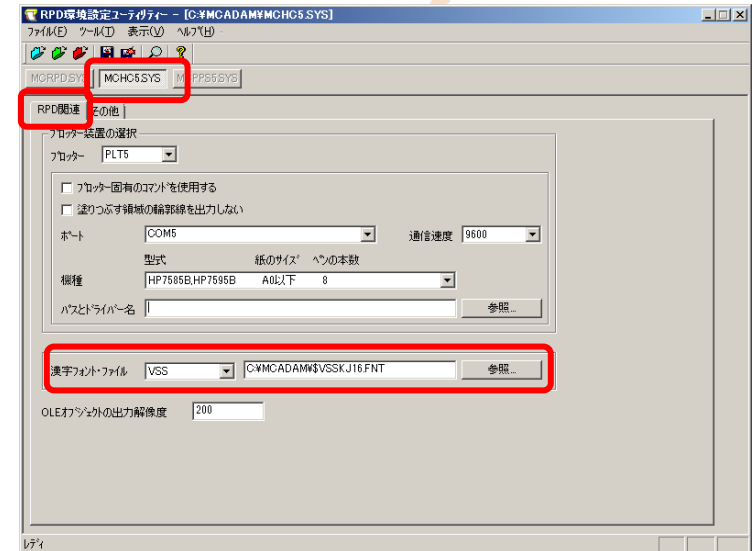 RPD環境設定ユーティリティー - [C:¥MCADAM¥MCHC5.SYS]
ファイル(F) ツール(T) 表示(V) ヘルプ(H)
MCRPD.SYS MCHC5.SYS MCPPS5.SYS
RPD関連 その他
プロッター装置の選択
プロッター PLT5
プロッター固有のコマンドを使用する
塗りつぶす領域の輪郭線を出力しない
ポート COM5 通信速度 9600
型式 紙のサイズ ペンの本数
機種 HP7585B,HP7595B A0以下 8
パスとドライバー名 参照...
漢字フォント・ファイル VSS C:¥MCADAM¥$VSSKJ16.FNT 参照...
OLEオブジェクトの出力解像度 200
レディ